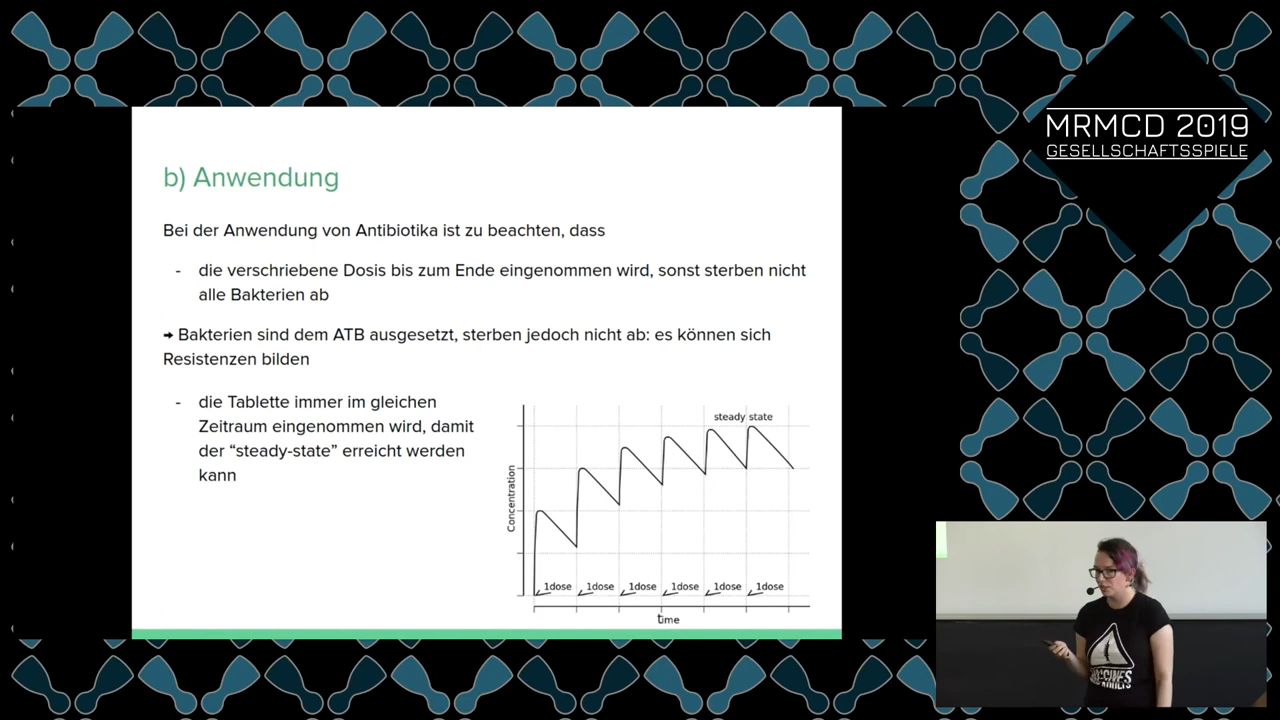 MRMCD 2019
GESELLSCHAFTSSPIELE
b) Anwendung
Bei der Anwendung von Antibiotika ist zu beachten, dass
- die verschriebene Dosis bis zum Ende eingenommen wird, sonst sterben nicht
alle Bakterien ab
➞ Bakterien sind dem ATB ausgesetzt, sterben jedoch nicht ab: es können sich
Resistenzen bilden
- die Tablette immer im gleichen
Zeitraum eingenommen wird, damit
der “steady-state” erreicht werden
kann
steady state
Concentration
1dose 1dose 1dose 1dose 1dose 1dose
time